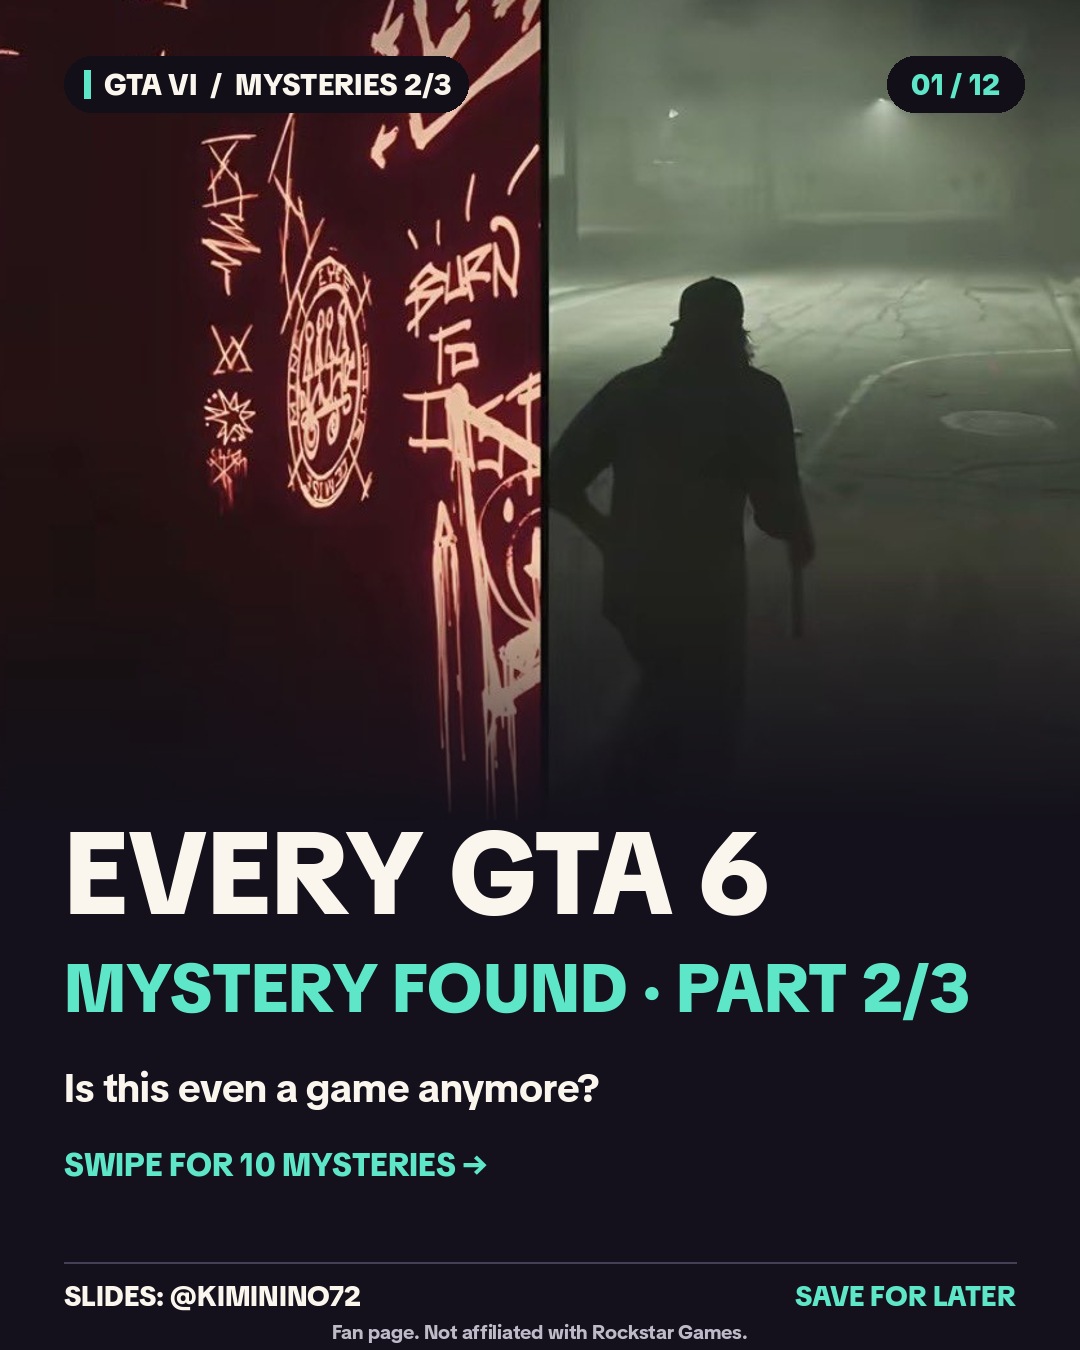 GTA VI / MYSTERIES 2/3
01 / 12
BURN
TO
EVERY GTA 6
MYSTERY FOUND · PART 2/3
Is this even a game anymore?
SWIPE FOR 10 MYSTERIES →
SLIDES: @KIMININO72
SAVE FOR LATER
Fan page. Not affiliated with Rockstar Games.